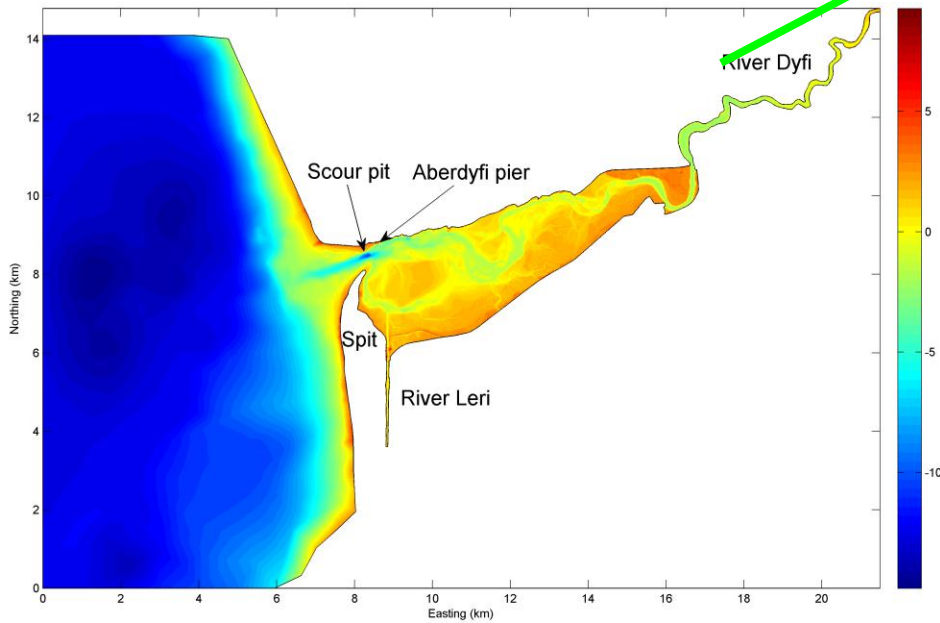 14
12
10
8
6
4
2
0
Northing (km)
0 2 4 6 8 10 12 14 16 18 20
Easting (km)
River Dyfi
Scour pit
Aberdyfi pier
Spit
River Leri
5
0
-5
-10